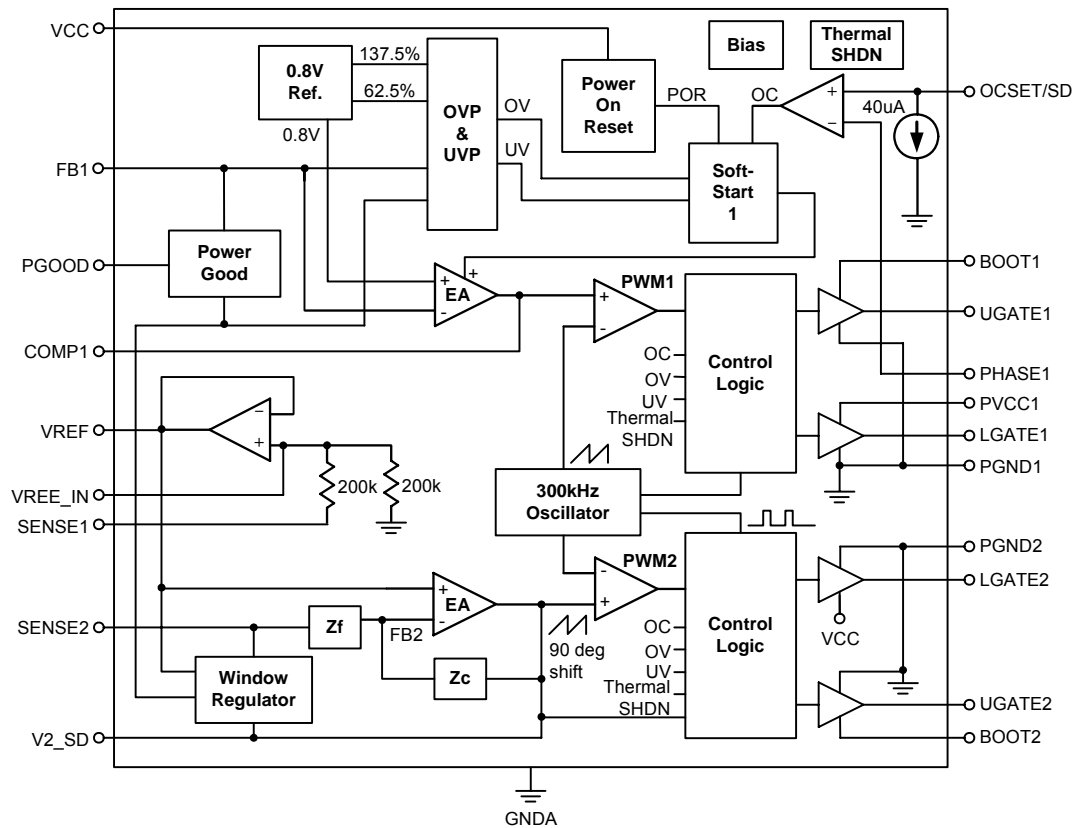 VCC
0.8V
Ref.
137.5%
62.5%
0.8V
OVP
&
UVP
OV
UV
Power
On
Reset
POR
Bias
Thermal
SHDN
OC
+
−
40uA
OCSET/SD
Soft-
Start
1
FB1
Power
Good
PGOOD
+
+
EA
-
COMP1
PWM1
+
-
OC
OV
UV
Thermal
SHDN
Control
Logic
BOOT1
UGATE1
PHASE1
PVCC1
LGATE1
PGND1
-
+
VREF
VREE_IN
SENSE1
200k
200k
300kHz
Oscillator
PWM2
-
+
+
EA
-
SENSE2
Zf
FB2
Zc
Window
Regulator
V2_SD
90 deg
shift
OC
OV
UV
Thermal
SHDN
Control
Logic
PGND2
LGATE2
VCC
UGATE2
BOOT2
GNDA